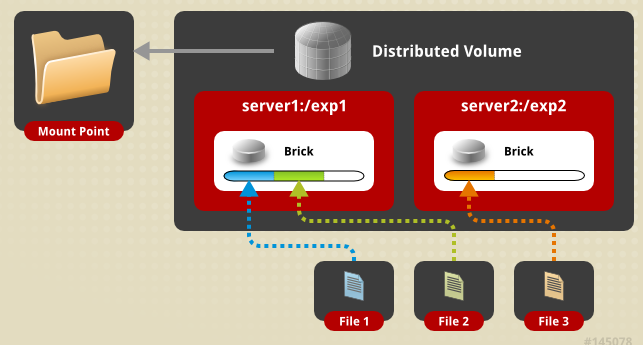 Distributed Volume
Mount Point
server1:/exp1
server2:/exp2
Brick
Brick
File 1
File 2
File 3
#145078